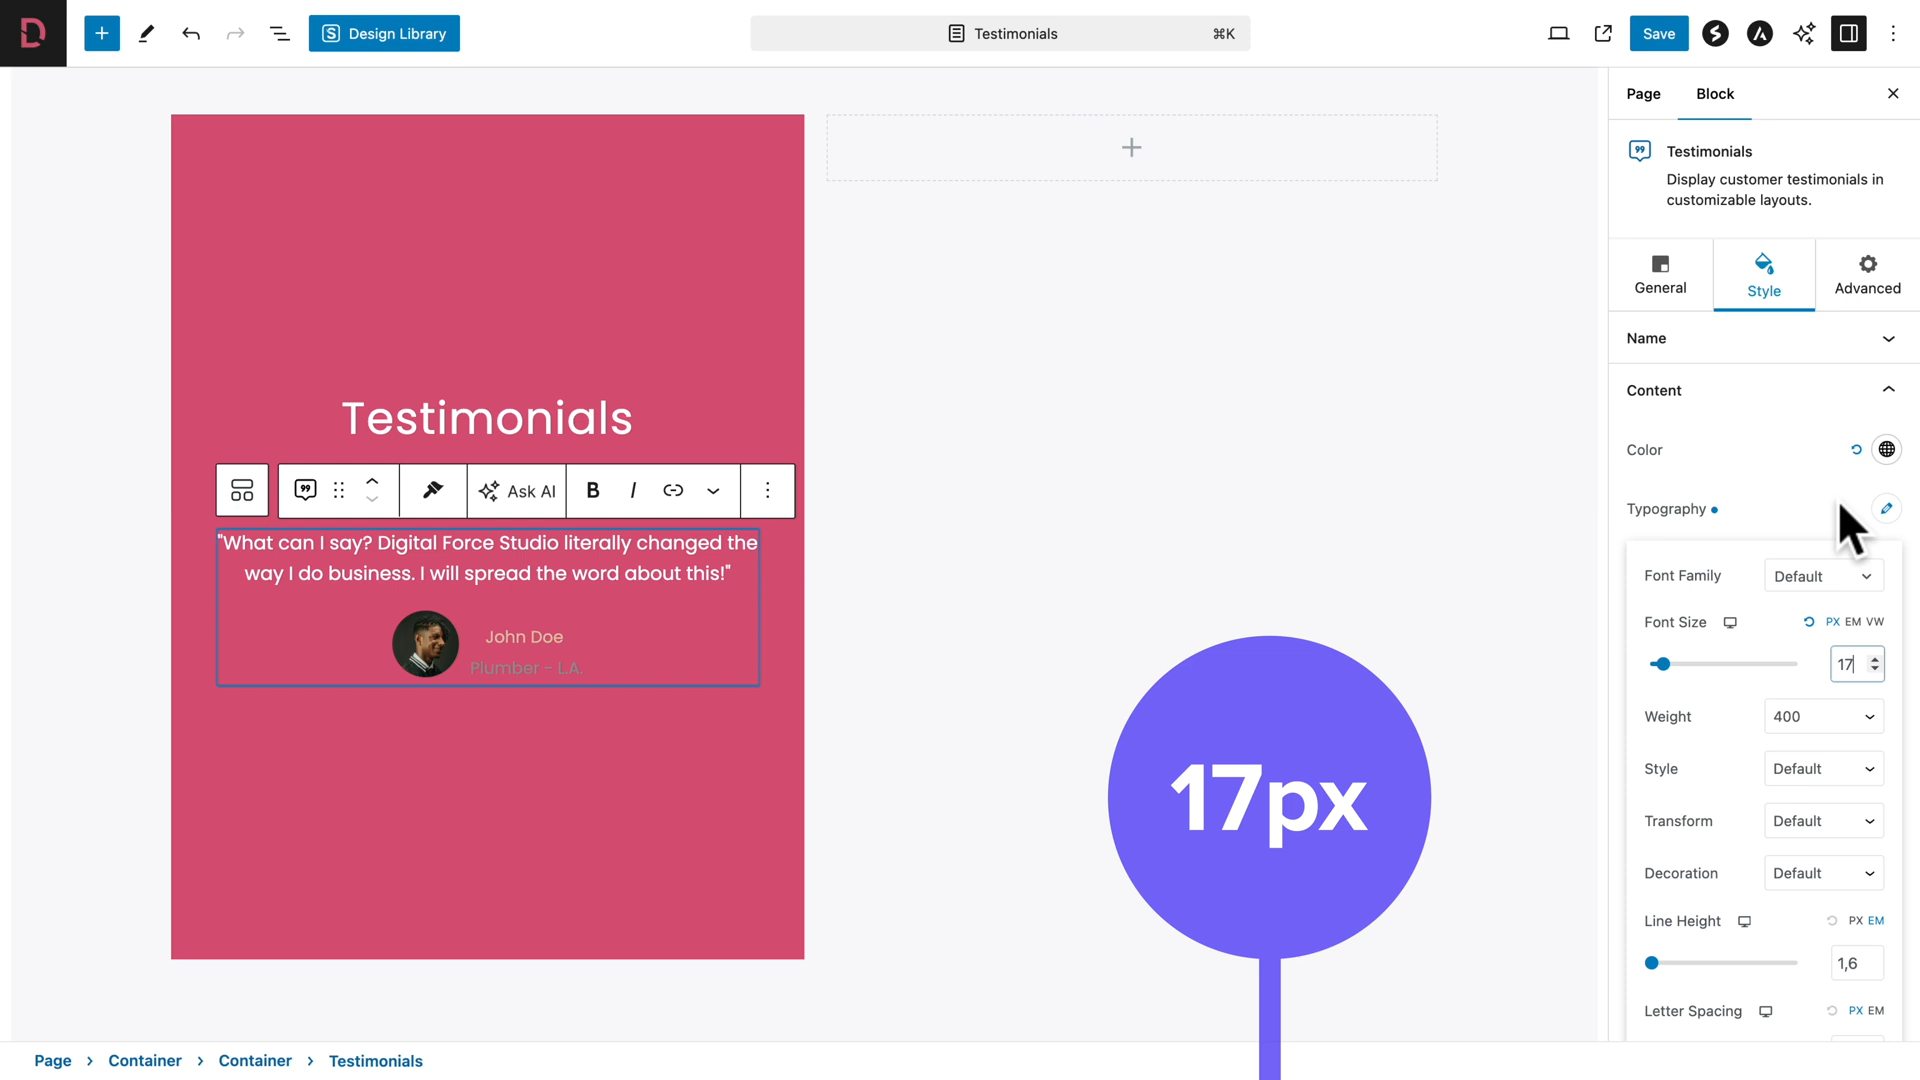 Design Library
Testimonials
⌘K
Save
Page
Block
Testimonials
Display customer testimonials in
customizable layouts.
General
Style
Advanced
Name
Content
Color
Typography
Font Family
Default
Font Size
PX EM VW
17
Weight
400
Style
Default
Transform
Default
Decoration
Default
Line Height
PX EM
1,6
Letter Spacing
PX EM
Testimonials
Ask AI
B
I
"What can I say? Digital Force Studio literally changed the
way I do business. I will spread the word about this!"
John Doe
Plumber - L.A.
17px
Page > Container > Container > Testimonials